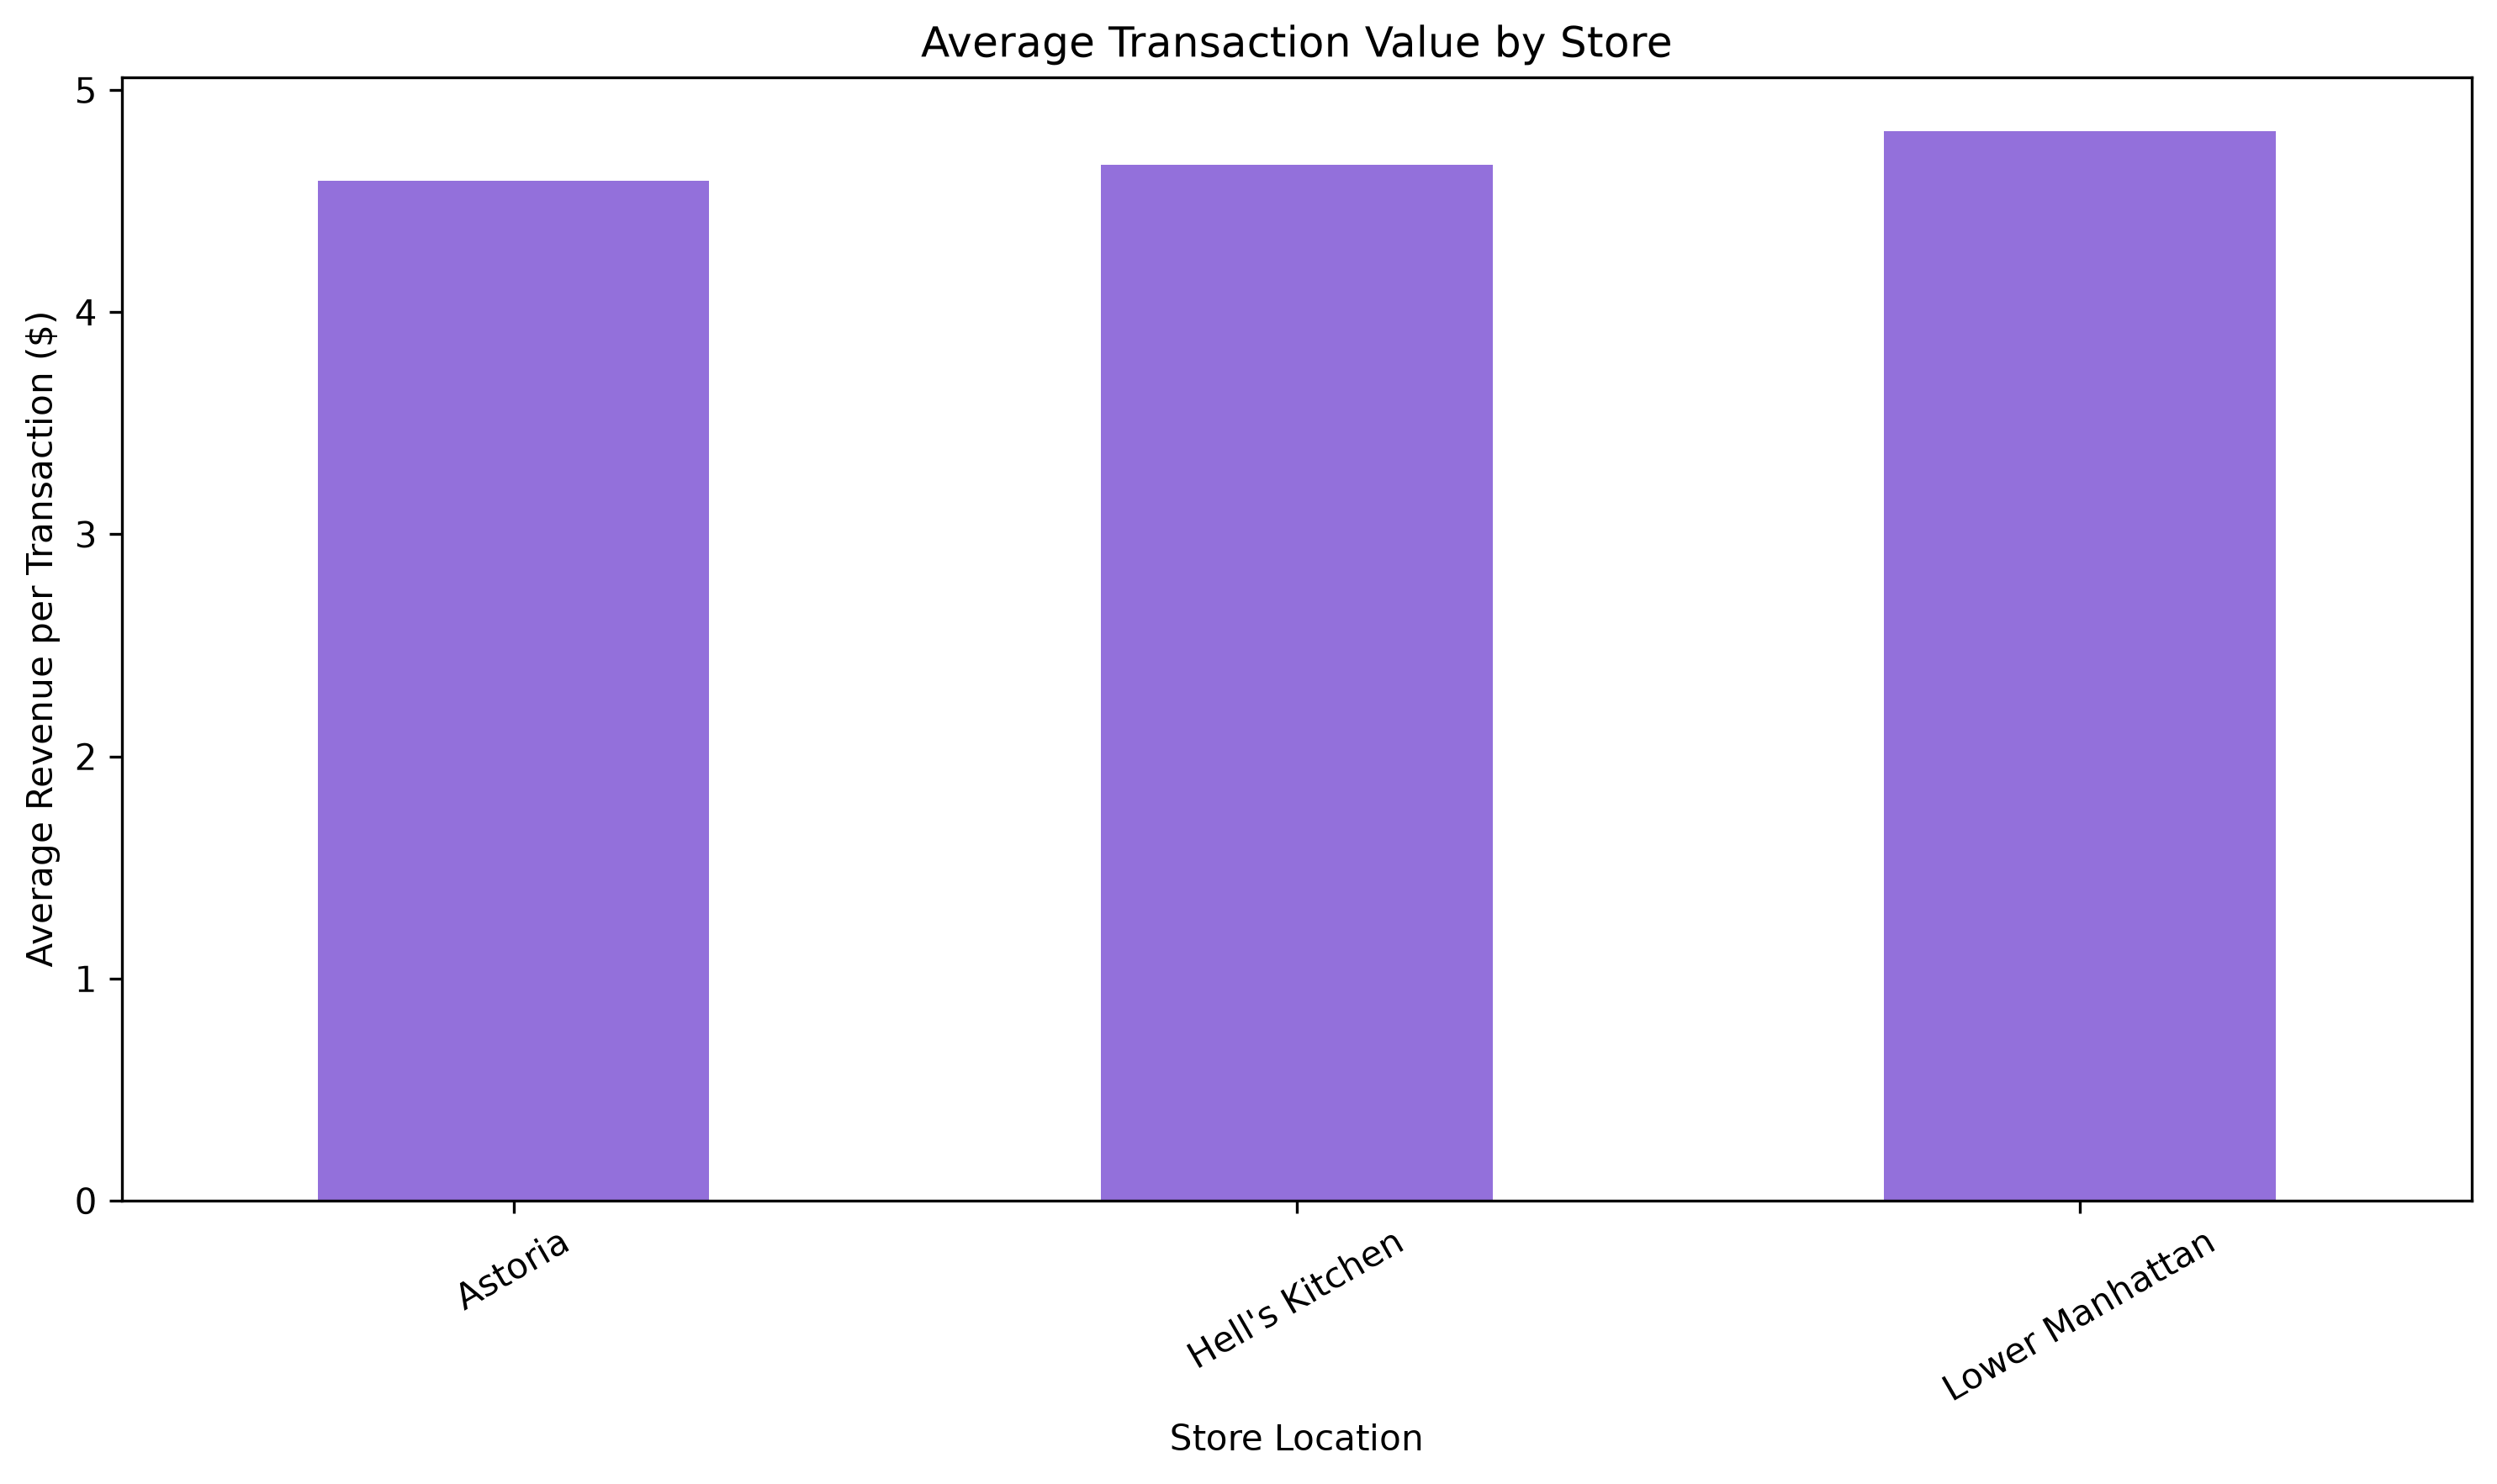 Average Transaction Value by Store
Average Revenue per Transaction ($)
5
4
3
2
1
0
Astoria
Hell's Kitchen
Lower Manhattan
Store Location